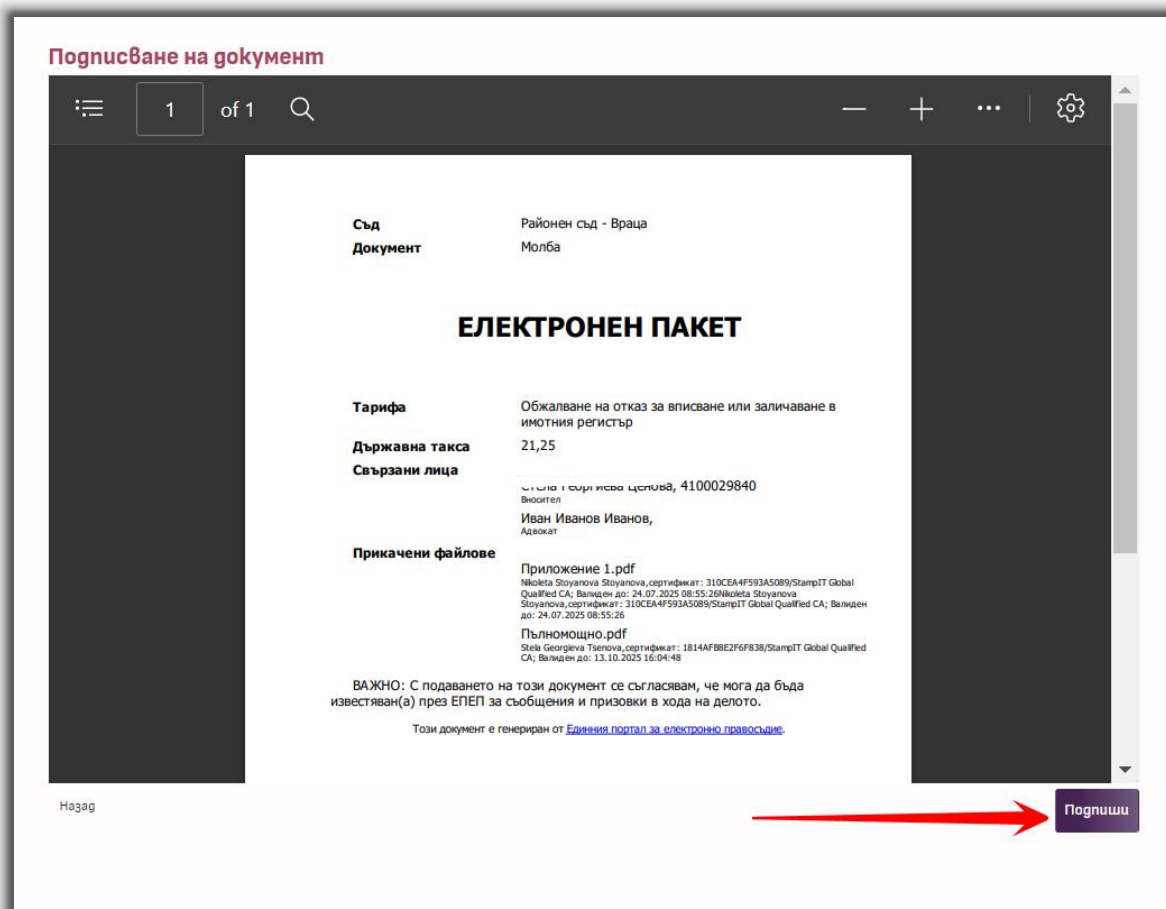 Подписване на документ
1 of 1
Съд Районен съд - Враца
Документ Молба
ЕЛЕКТРОНЕН ПАКЕТ
Тарифа Обжалване на отказ за вписване или заличаване в
имотния регистър
Държавна такса 21,25
Свързани лица
Стела Георгиева Ценова, 4100029840
Вносител
Иван Иванов Иванов,
Адвокат
Прикачени файлове
Приложение 1.pdf
Nikoleta Stoyanova Stoyanova,сертификат: 310CEA4F593A5089/StampIT Global
Qualified CA; Валиден до: 24.07.2025 08:55:26Nikoleta Stoyanova
Stoyanova,сертификат: 310CEA4F593A5089/StampIT Global Qualified CA; Валиден
до: 24.07.2025 08:55:26
Пълномощно.pdf
Stela Georgieva Tsenova,сертификат: 1814AFB8E2F6F838/StampIT Global Qualified
CA; Валиден до: 13.10.2025 16:04:48
ВАЖНО: С подаването на този документ се съгласявам, че мога да бъда
известяван(а) през ЕПЕП за съобщения и призовки в хода на делото.
Този документ е генериран от Единния портал за електронно правосъдие.
Назад
Подпиши